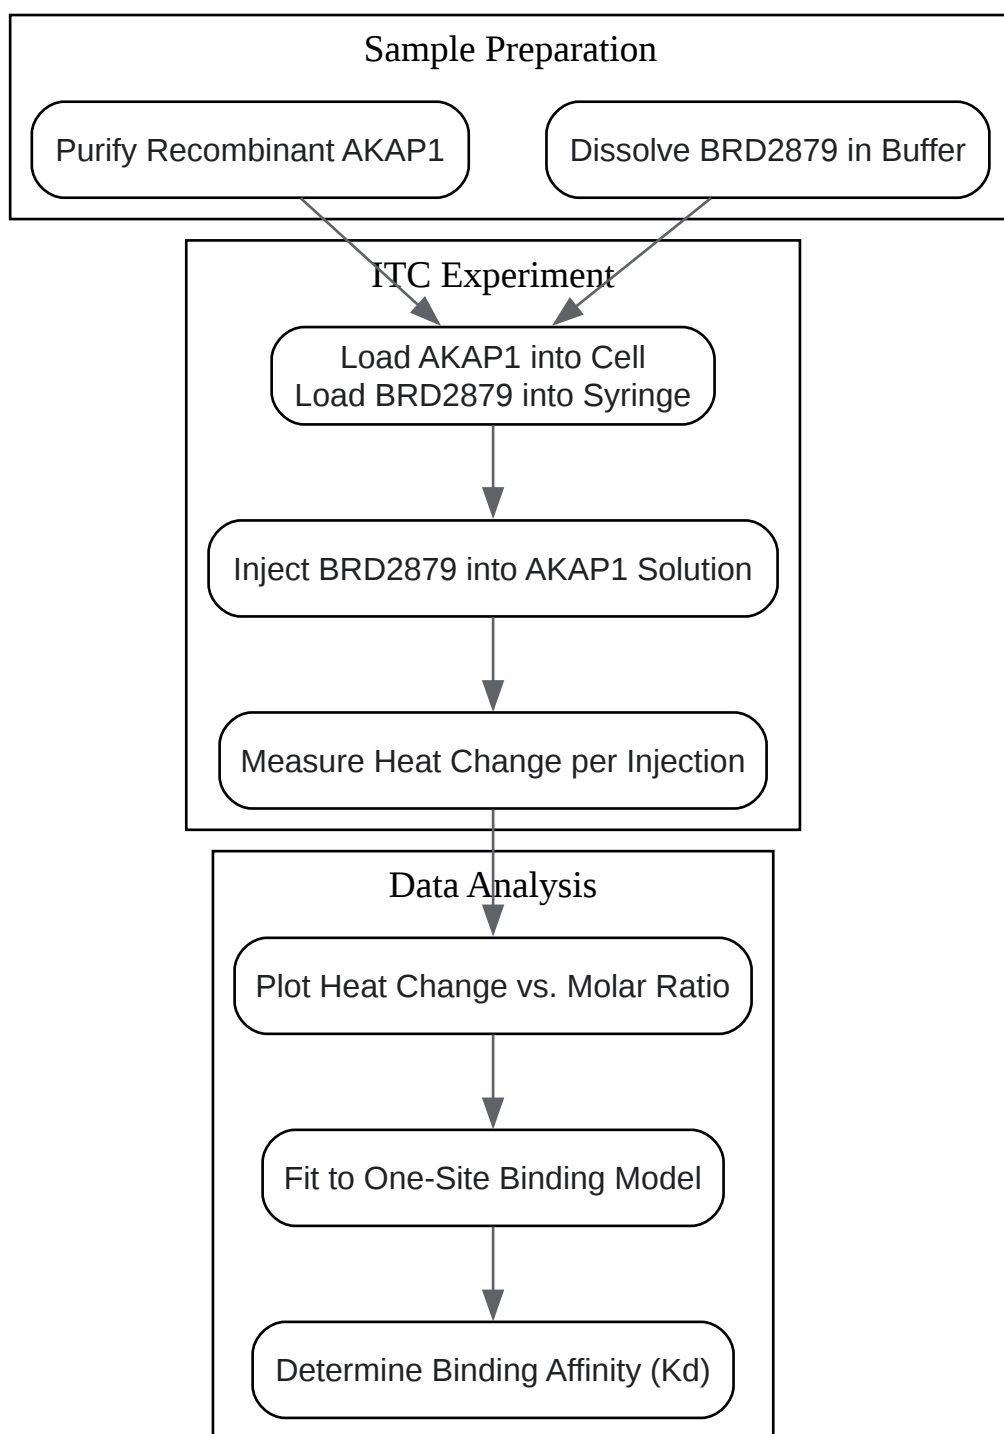 Sample Preparation
Purify Recombinant AKAP1
Dissolve BRD2879 in Buffer
ITC Experiment
Load AKAP1 into Cell
Load BRD2879 into Syringe
Inject BRD2879 into AKAP1 Solution
Measure Heat Change per Injection
Data Analysis
Plot Heat Change vs. Molar Ratio
Fit to One-Site Binding Model
Determine Binding Affinity (Kd)